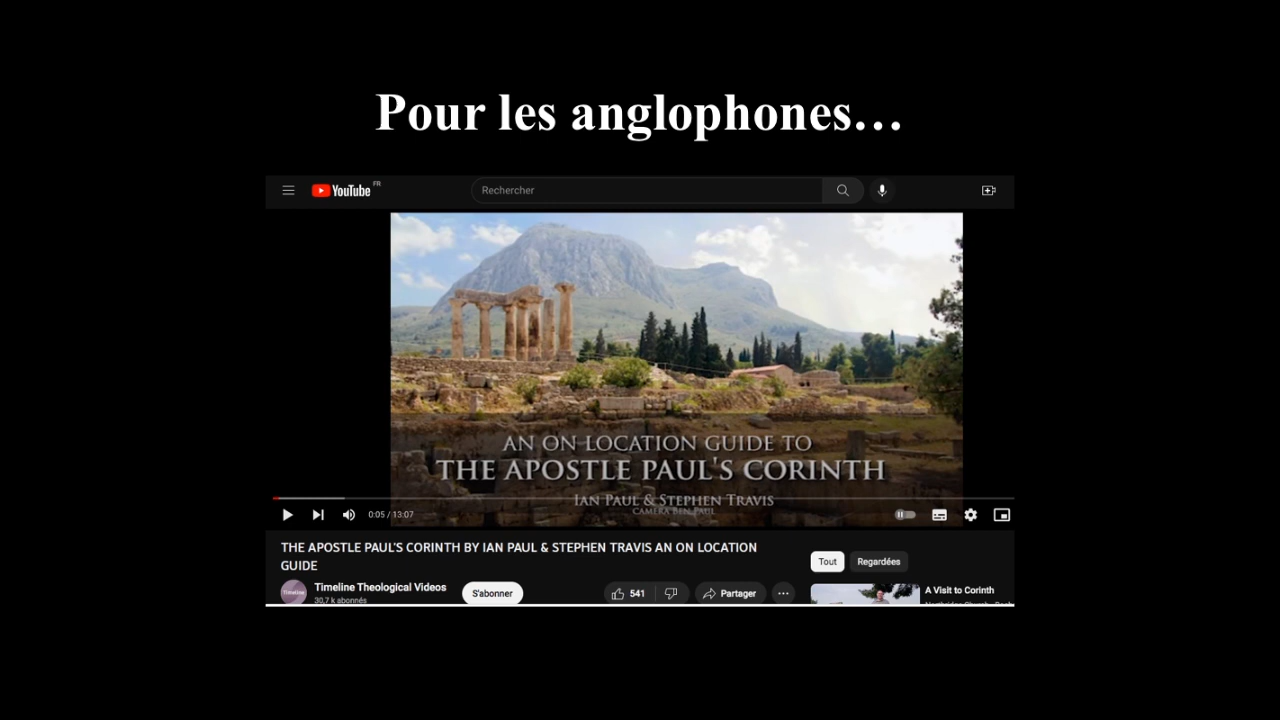 Pour les anglophones…
YouTube FR
Rechercher
AN ON LOCATION GUIDE TO
THE APOSTLE PAUL'S CORINTH
IAN PAUL & STEPHEN TRAVIS
CAMERA BEN PAUL
0:05 / 13:07
THE APOSTLE PAUL'S CORINTH BY IAN PAUL & STEPHEN TRAVIS AN ON LOCATION
GUIDE
Timeline
Timeline Theological Videos
30,7 k abonnés
S'abonner
541
Partager
Tout
Regardées
A Visit to Corinth